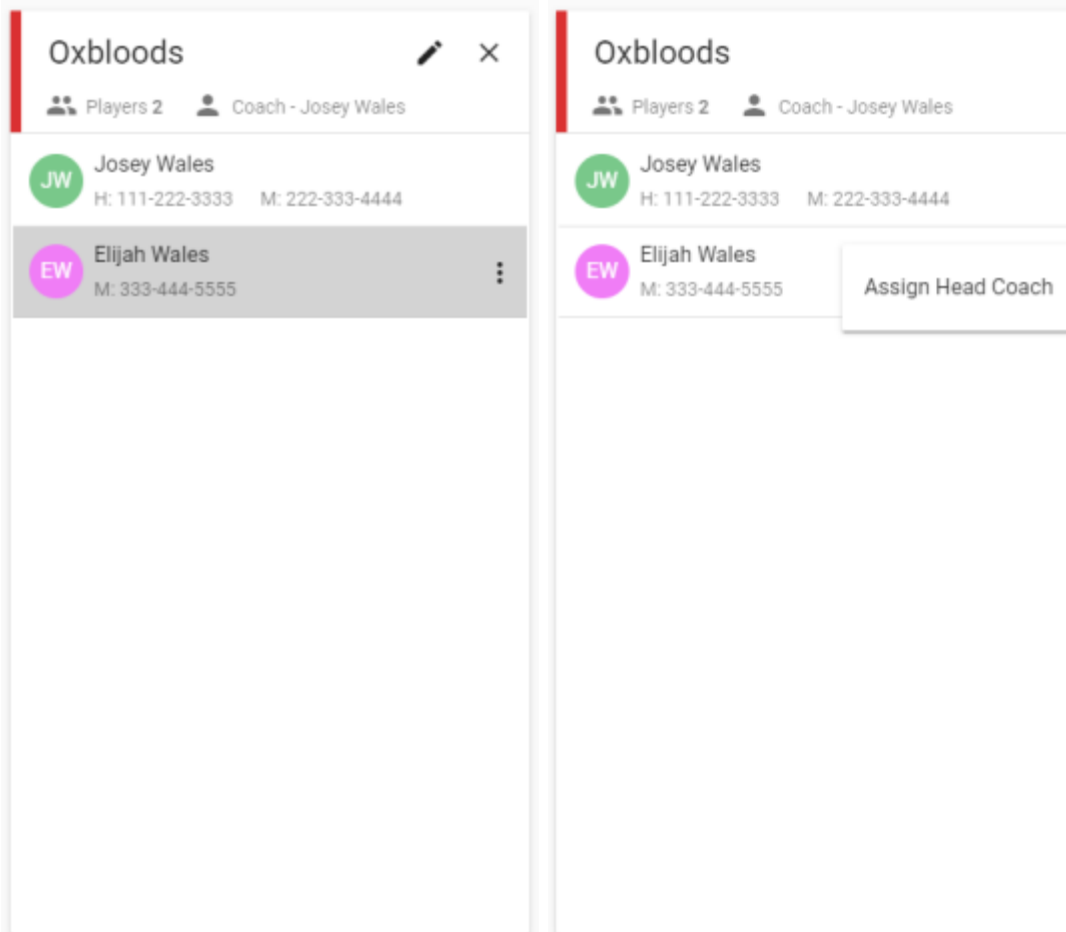 Oxbloods
Players 2 Coach - Josey Wales
JW Josey Wales
H: 111-222-3333 M: 222-333-4444
EW Elijah Wales
M: 333-444-5555
Oxbloods
Players 2 Coach - Josey Wales
JW Josey Wales
H: 111-222-3333 M: 222-333-4444
EW Elijah Wales
M: 333-444-5555
Assign Head Coach